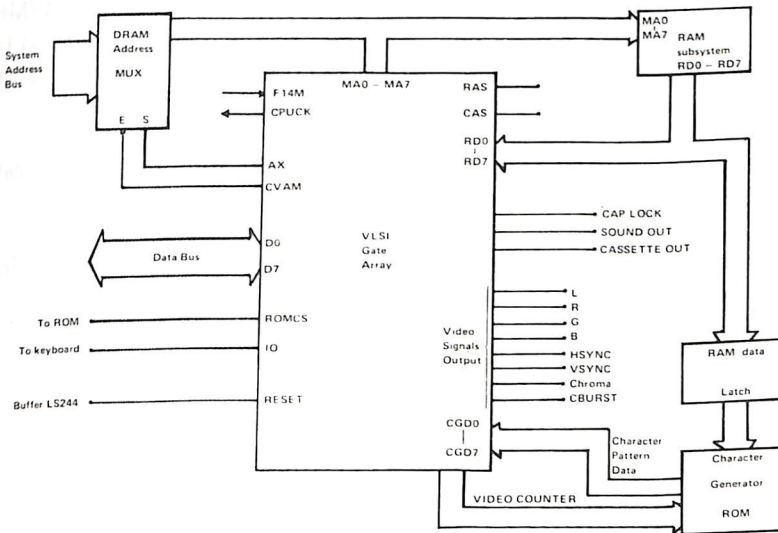 System
Address
Bus
DRAM
Address
MUX
E S
MA0
MA7
RAM
subsystem
RD0 - RD7
MA0 - MA7
F14M
CPUCK
AX
CVAM
D0
D7
Data Bus
To ROM
ROMCS
To keyboard
IO
Buffer LS244
RESET
VLSI
Gate
Array
RAS
CAS
RD0
RD7
CAP LOCK
SOUND OUT
CASSETTE OUT
Video
Signals
Output
L
R
G
B
HSYNC
VSYNC
Chroma
CBURST
CGD0
CGD7
Character
Pattern
Data
VIDEO COUNTER
RAM data
Latch
Character
Generator
ROM